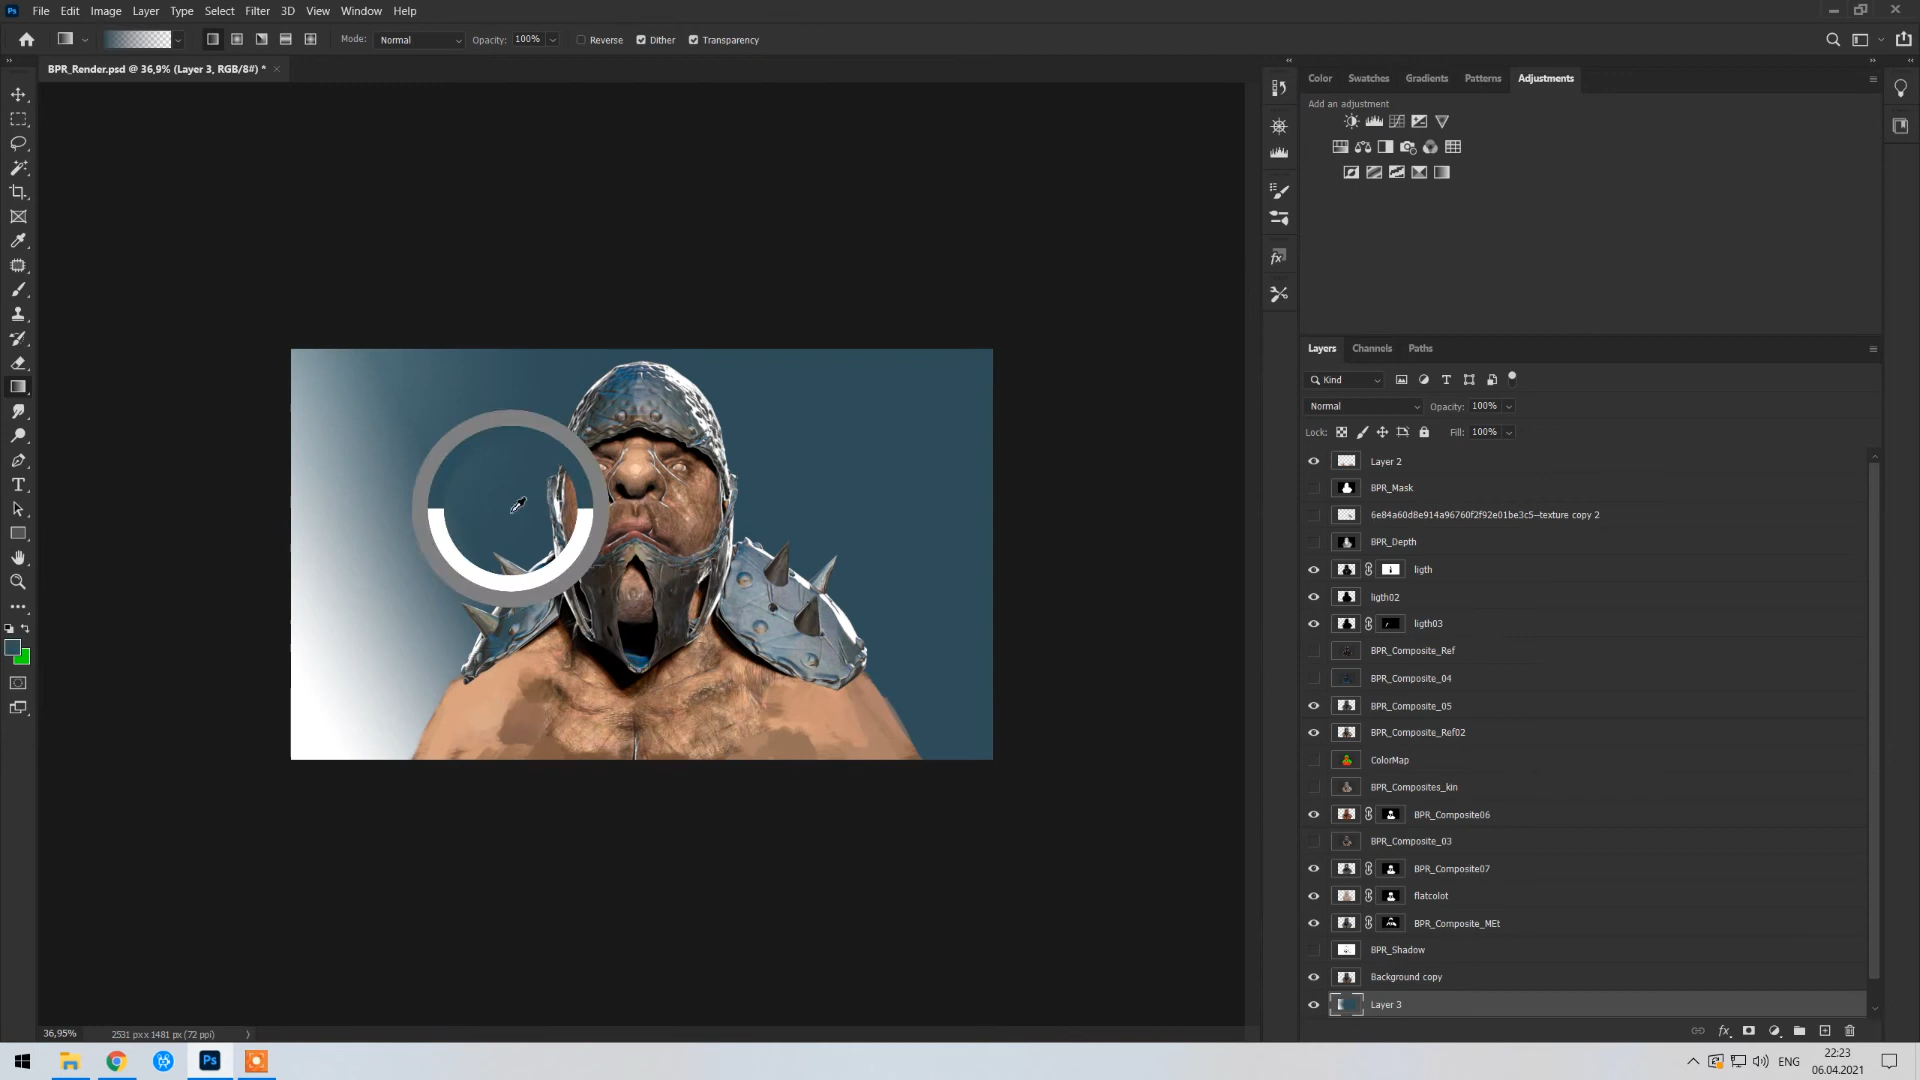 Ps File Edit Image Layer Type Select Filter 3D View Window Help
Mode: Normal Opacity: 100% Reverse Dither Transparency
BPR_Render.psd @ 36,9% (Layer 3, RGB/8#) * ×
Color Swatches Gradients Patterns Adjustments
Add an adjustment
Layers Channels Paths
Kind
Normal Opacity: 100%
Lock: Fill: 100%
Layer 2
BPR_Mask
6e84a60d8e914a96760f2f92e01be3c5--texture copy 2
BPR_Depth
ligth
ligth02
ligth03
BPR_Composite_Ref
BPR_Composite_04
BPR_Composite_05
BPR_Composite_Ref02
ColorMap
BPR_Composites_kin
BPR_Composite06
BPR_Composite_03
BPR_Composite07
flatcolot
BPR_Composite_MEt
BPR_Shadow
Background copy
Layer 3
fx
36,95% 2531 px x 1481 px (72 ppi)
Ps
ENG
22:23
06.04.2021